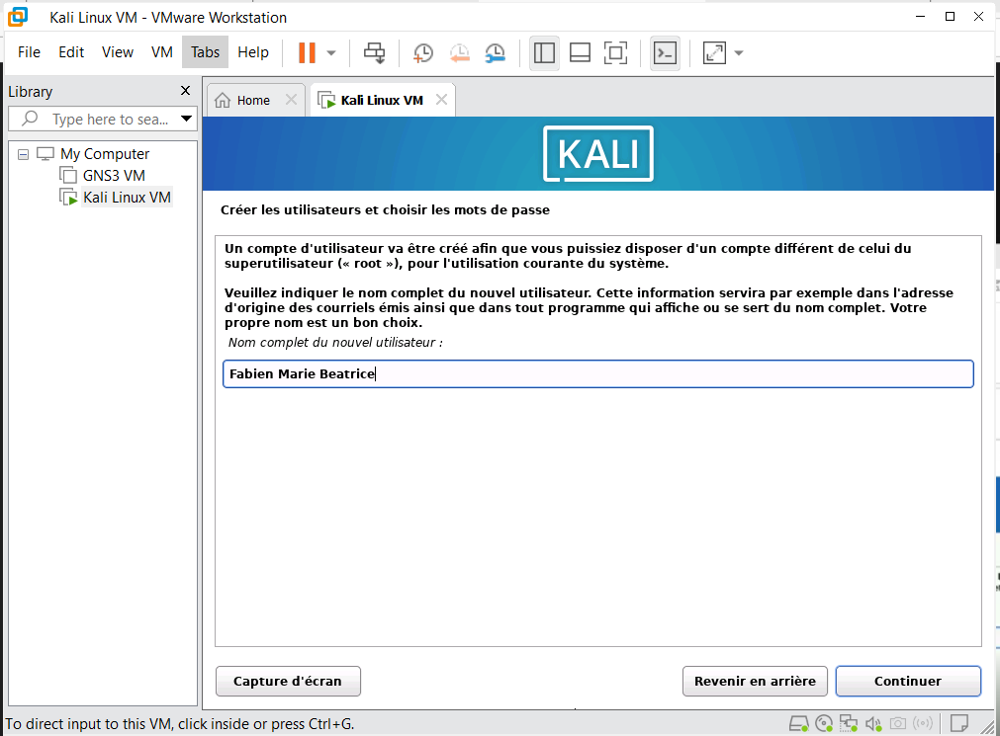 Kali Linux VM - VMware Workstation
File Edit View VM Tabs Help
Library
Type here to sea...
My Computer
GNS3 VM
Kali Linux VM
Home
Kali Linux VM
KALI
Créer les utilisateurs et choisir les mots de passe
Un compte d'utilisateur va être créé afin que vous puissiez disposer d'un compte différent de celui du
superutilisateur (« root »), pour l'utilisation courante du système.
Veuillez indiquer le nom complet du nouvel utilisateur. Cette information servira par exemple dans l'adresse
d'origine des courriels émis ainsi que dans tout programme qui affiche ou se sert du nom complet. Votre
propre nom est un bon choix.
Nom complet du nouvel utilisateur :
Fabien Marie Beatrice
Capture d'écran
Revenir en arrière
Continuer
To direct input to this VM, click inside or press Ctrl+G.